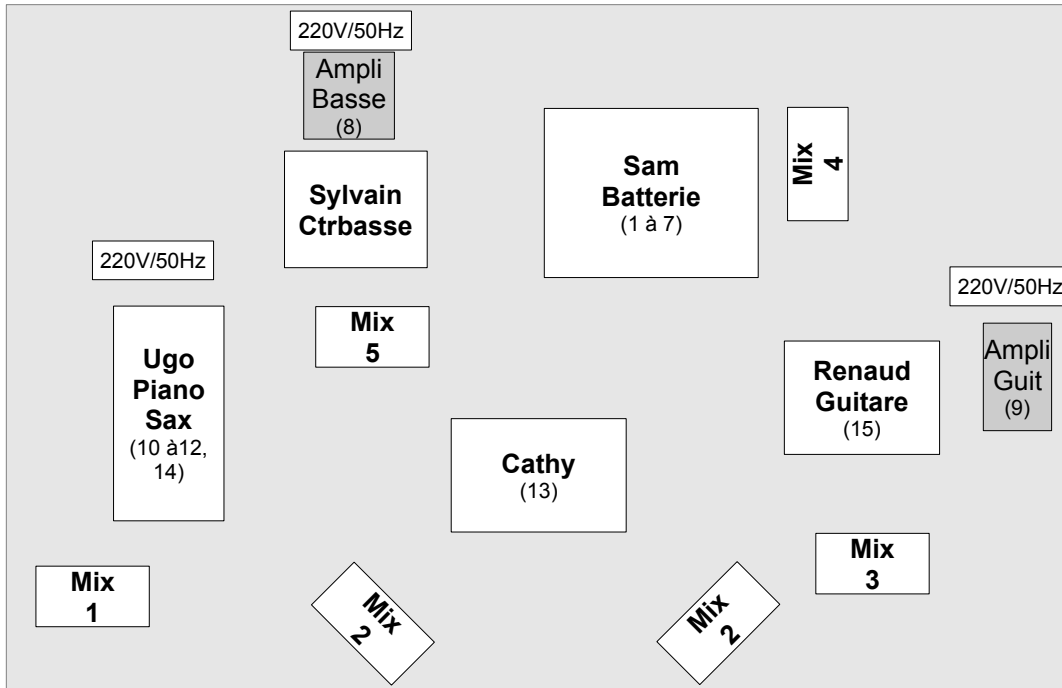 220V/50Hz
Ampli
Basse
(8)
Sylvain
Ctrbasse
Sam
Batterie
(1 à 7)
Mix
4
220V/50Hz
220V/50Hz
Ugo
Piano
Sax
(10 à12,
14)
Mix
5
Renaud
Guitare
(15)
Ampli
Guit
(9)
Cathy
(13)
Mix
1
Mix
2
Mix
2
Mix
3